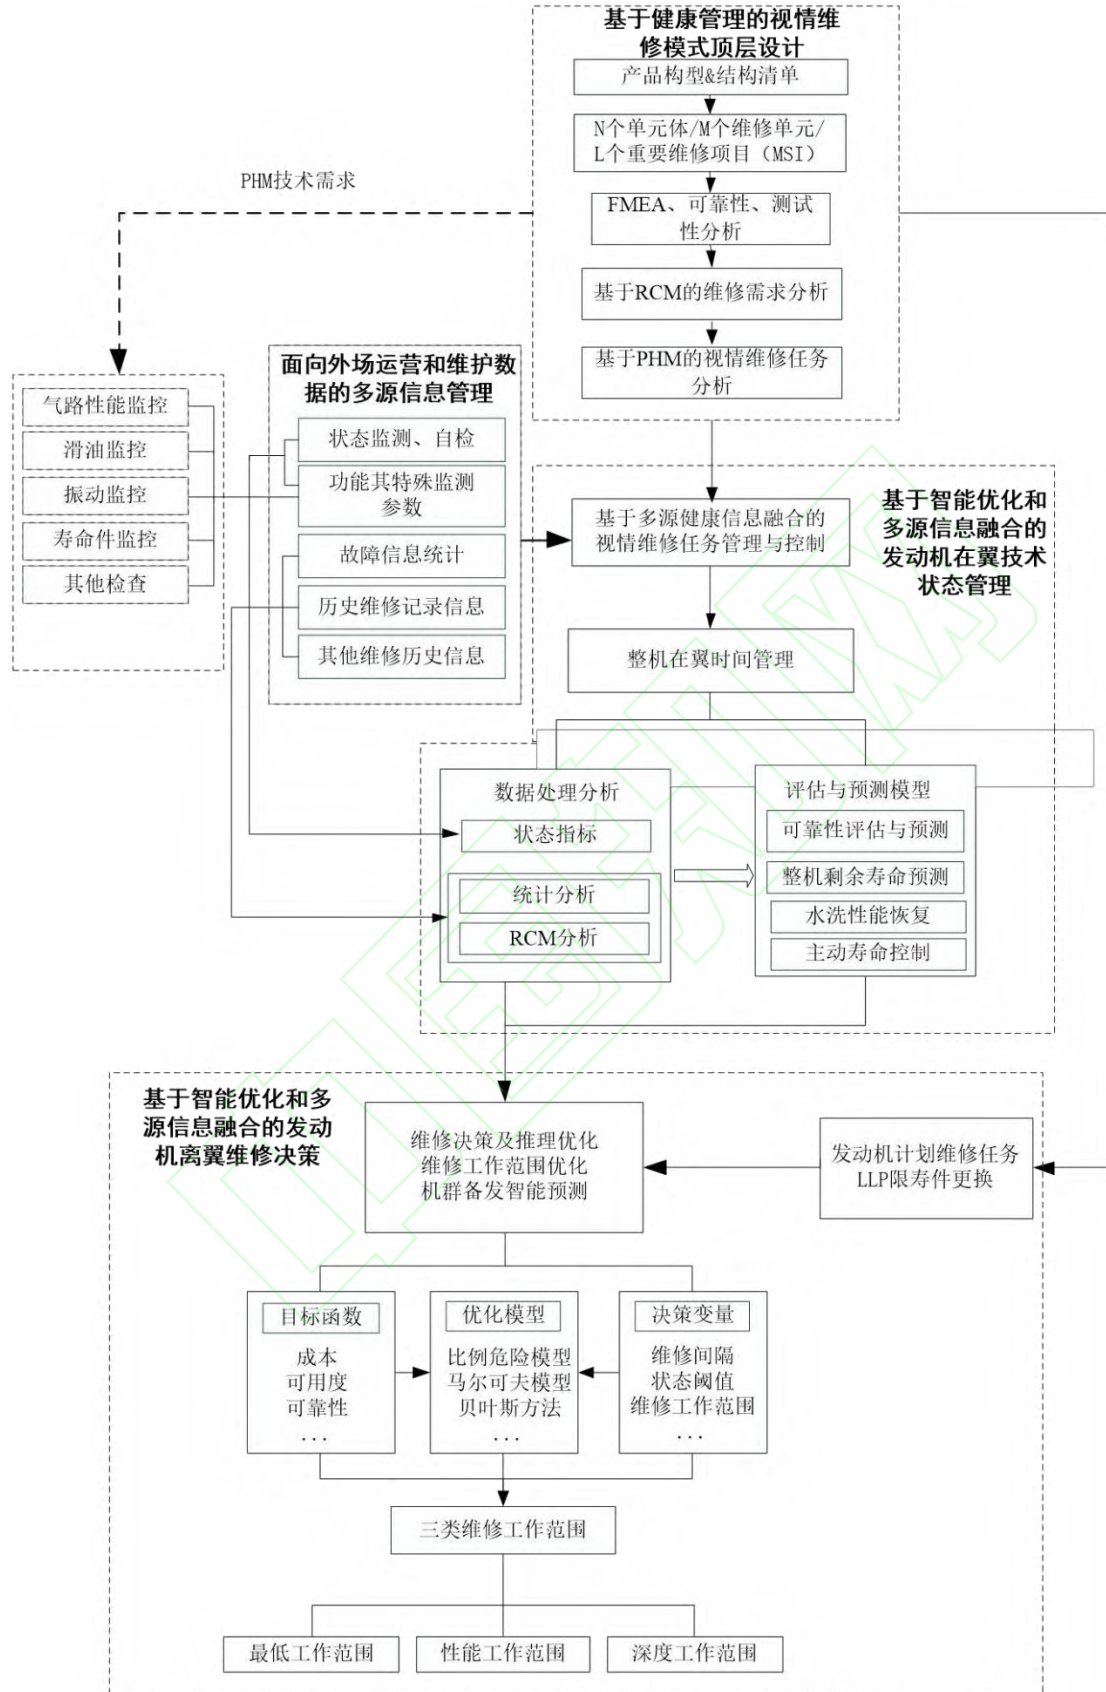 基于健康管理的视情维
修模式顶层设计
产品构型&结构清单
N个单元体/M个维修单元/
L个重要维修项目（MSI）
FMEA、可靠性、测试
性分析
基于RCM的维修需求分析
基于PHM的视情维修任务
分析
PHM技术需求
气路性能监控
滑油监控
振动监控
寿命件监控
其他检查
面向外场运营和维护数
据的多源信息管理
状态监测、自检
功能其特殊监测
参数
故障信息统计
历史维修记录信息
其他维修历史信息
基于智能优化和
多源信息融合的
发动机在翼技术
状态管理
基于多源健康信息融合的
视情维修任务管理与控制
整机在翼时间管理
数据处理分析
状态指标
统计分析
RCM分析
评估与预测模型
可靠性评估与预测
整机剩余寿命预测
水洗性能恢复
主动寿命控制
基于智能优化和多
源信息融合的发动
机离翼维修决策
维修决策及推理优化
维修工作范围优化
机群备发智能预测
发动机计划维修任务
LLP限寿件更换
目标函数
成本
可用度
可靠性
...
优化模型
比例危险模型
马尔可夫模型
贝叶斯方法
...
决策变量
维修间隔
状态阈值
维修工作范围
...
三类维修工作范围
最低工作范围
性能工作范围
深度工作范围